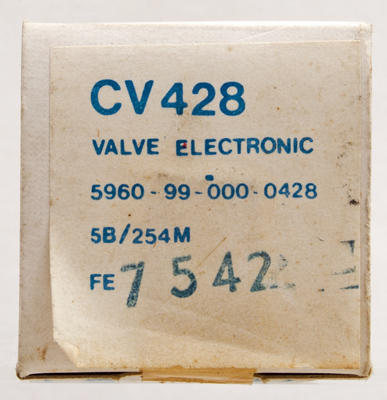 CV428
VALVE ELECTRONIC
5960-99-000-0428
5B/254M
FE 7542